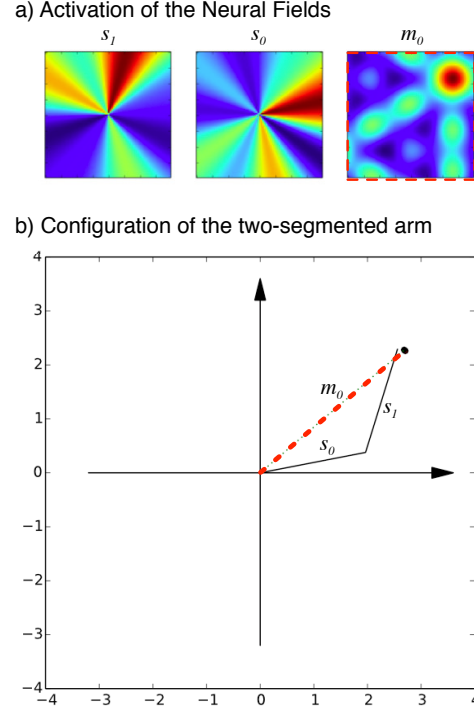 a) Activation of the Neural Fields
s1 s0 m0
b) Configuration of the two-segmented arm
4
3
2
m0
s1
1
s0
0
−1
−2
−3
−4
−4 −3 −2 −1 0 1 2 3 4